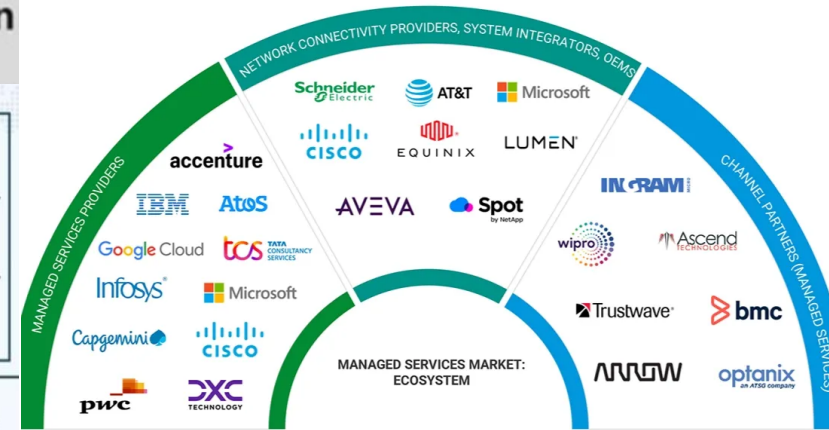 n
NETWORK CONNECTIVITY PROVIDERS, SYSTEM INTEGRATORS, OEMS
Schneider
Electric
AT&T
Microsoft
CISCO
EQUINIX
LUMEN
AVEVA
Spot
by NetApp
MANAGED SERVICES PROVIDERS
accenture
IBM
Atos
Google Cloud
tcs TATA
CONSULTANCY
SERVICES
Infosys
Microsoft
Capgemini
CISCO
pwc
DXC
TECHNOLOGY
CHANNEL PARTNERS (MANAGED SERVICES)
INGRAM
wipro
Ascend
TECHNOLOGIES
Trustwave
bmc
ARROW
optanix
an ATSG company
MANAGED SERVICES MARKET:
ECOSYSTEM